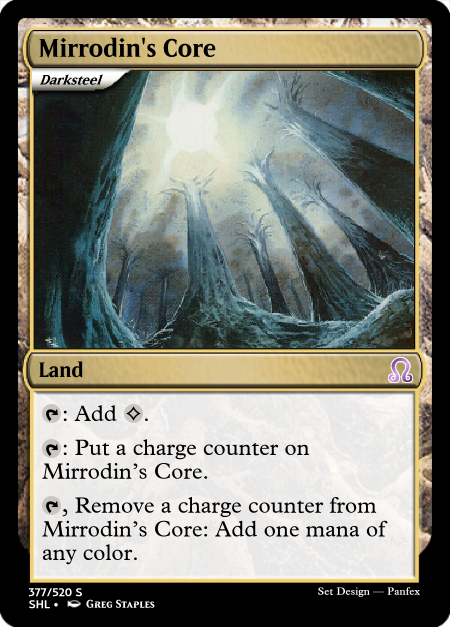 Mirrodin's Core
Darksteel
Land
: Add .
: Put a charge counter on
Mirrodin's Core.
, Remove a charge counter from
Mirrodin's Core: Add one mana of
any color.
377/520 S
Set Design — Panfex
SHL • Greg Staples